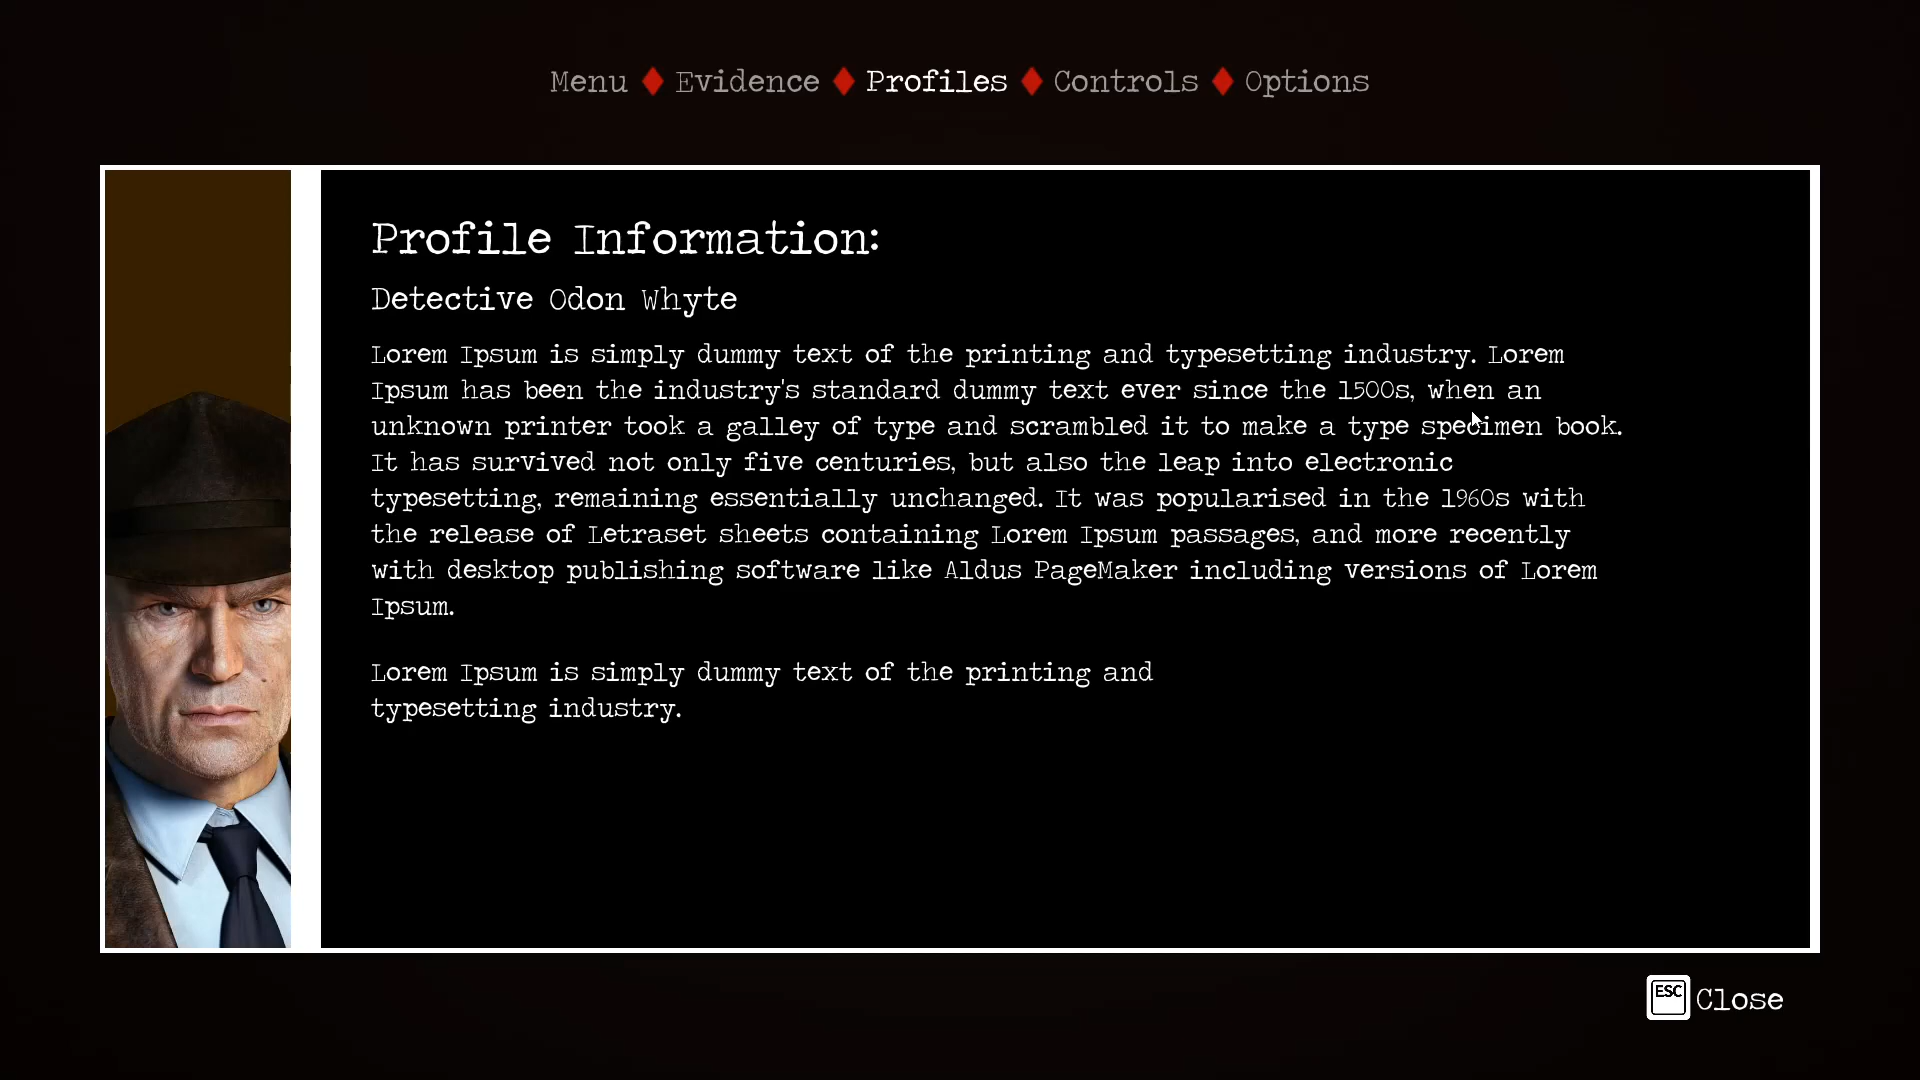 Menu Evidence Profiles Controls Options
Profile Information:
Detective Odon Whyte
Lorem Ipsum is simply dummy text of the printing and typesetting industry. Lorem
Ipsum has been the industry's standard dummy text ever since the 1500s, when an
unknown printer took a galley of type and scrambled it to make a type specimen book.
It has survived not only five centuries, but also the leap into electronic
typesetting, remaining essentially unchanged. It was popularised in the 1960s with
the release of Letraset sheets containing Lorem Ipsum passages, and more recently
with desktop publishing software like Aldus PageMaker including versions of Lorem
Ipsum.
Lorem Ipsum is simply dummy text of the printing and
typesetting industry.
ESC Close